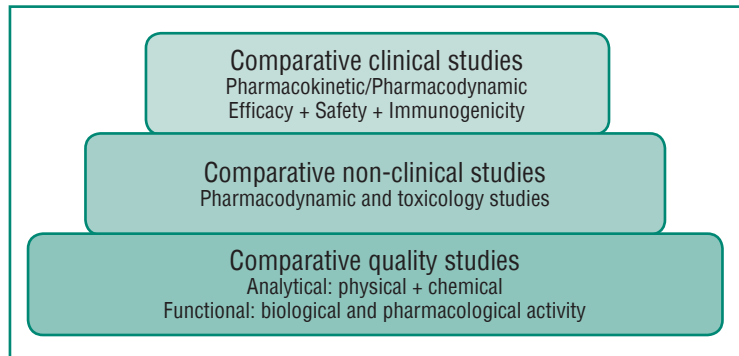 Comparative clinical studies
Pharmacokinetic/Pharmacodynamic
Efficacy + Safety + Immunogenicity
Comparative non-clinical studies
Pharmacodynamic and toxicology studies
Comparative quality studies
Analytical: physical + chemical
Functional: biological and pharmacological activity